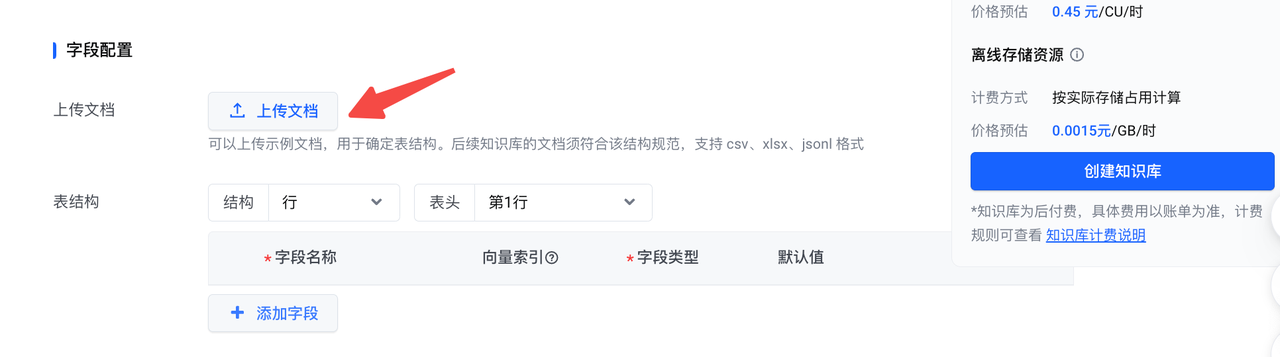 字段配置
上传文档
上传文档
可以上传示例文档，用于确定表结构。后续知识库的文档须符合该结构规范，支持 csv、xlsx、jsonl 格式
表结构
结构 行 表头 第1行
*字段名称 向量索引 *字段类型 默认值
添加字段
价格预估 0.45 元/CU/时
离线存储资源
计费方式 按实际存储占用计算
价格预估 0.0015元/GB/时
创建知识库
*知识库为后付费，具体费用以账单为准，计费
规则可查看 知识库计费说明